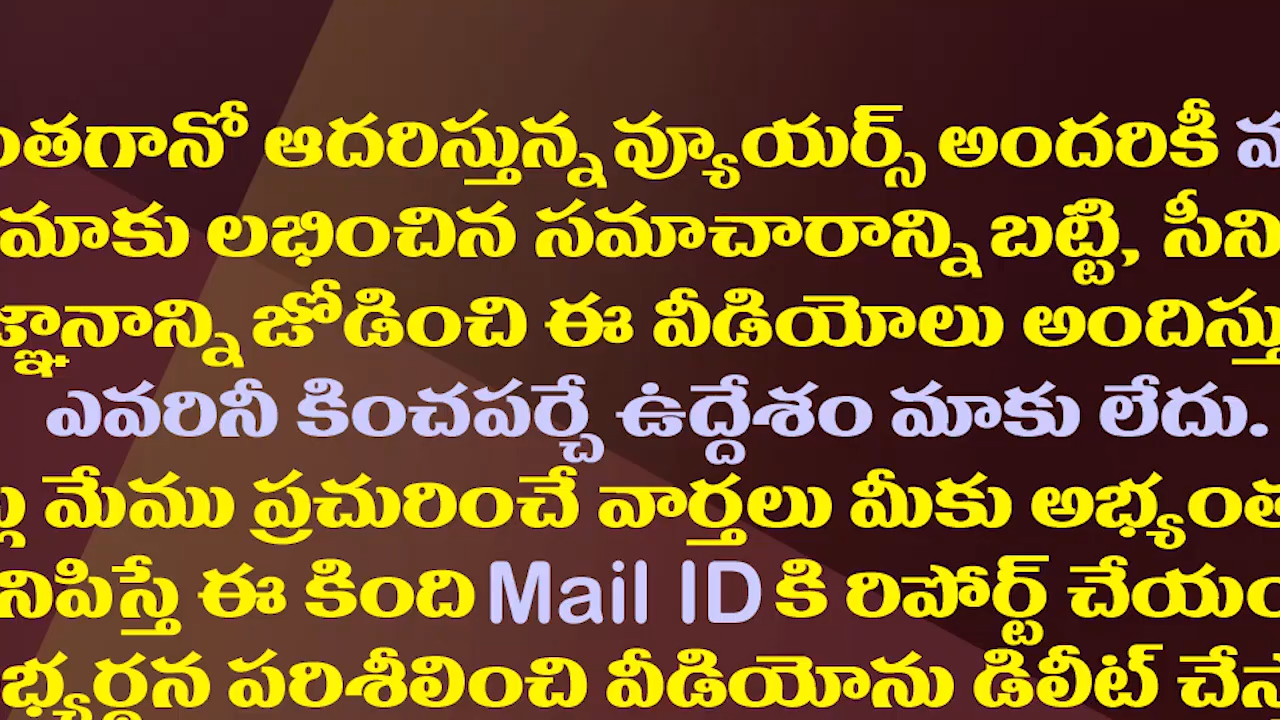 ంతగానో ఆదరిస్తున్న వ్యూయర్స్ అందరికీ
మాకు లభించిన సమాచారాన్ని బట్టి, సీని
జ్ఞానాన్ని జోడించి ఈ వీడియోలు అందిస్తు
ఎవరినీ కించపర్చే ఉద్దేశం మాకు లేదు.
మేము ప్రచురించే వార్తలు మీకు అభ్యంత
నిపిస్తే ఈ కింది Mail ID కి రిపోర్ట్ చేయం
భ్యర్థన పరిశీలించి వీడియోను డిలీట్ చేస